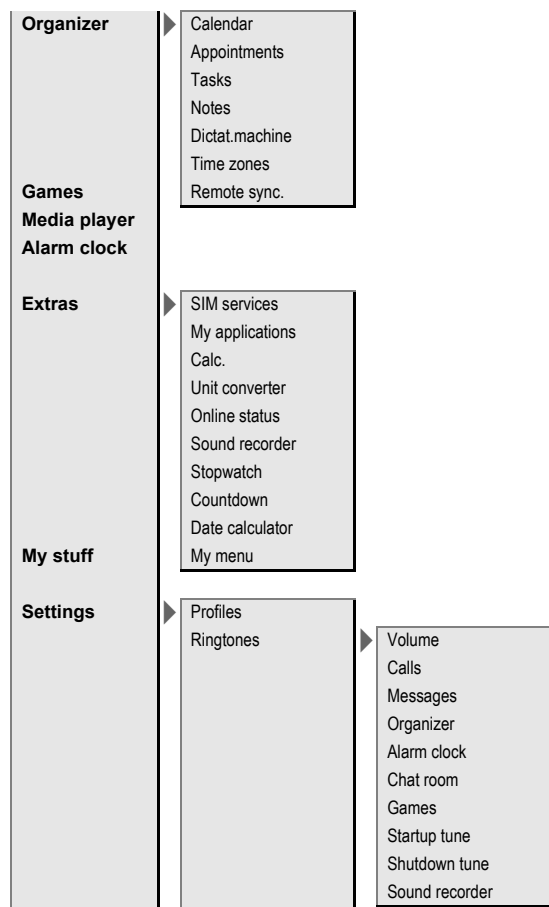 Organizer
Calendar
Appointments
Tasks
Notes
Dictat.machine
Time zones
Games
Remote sync.
Media player
Alarm clock
Extras
SIM services
My applications
Calc.
Unit converter
Online status
Sound recorder
Stopwatch
Countdown
Date calculator
My stuff
My menu
Settings
Profiles
Ringtones
Volume
Calls
Messages
Organizer
Alarm clock
Chat room
Games
Startup tune
Shutdown tune
Sound recorder